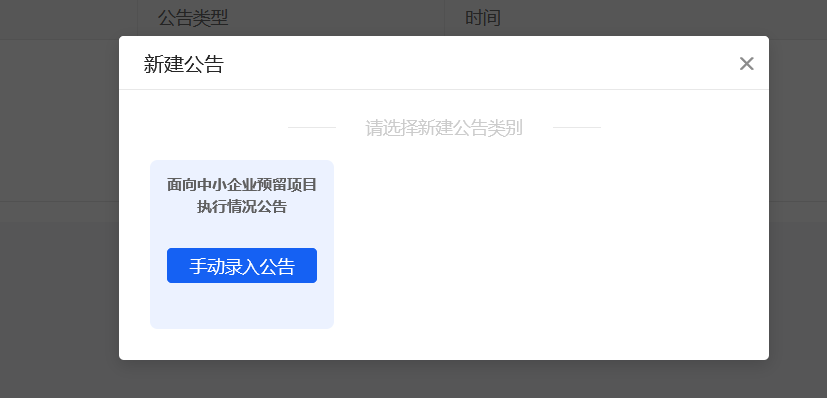 公告类型 时间
新建公告
请选择新建公告类别
面向中小企业预留项目
执行情况公告
手动录入公告